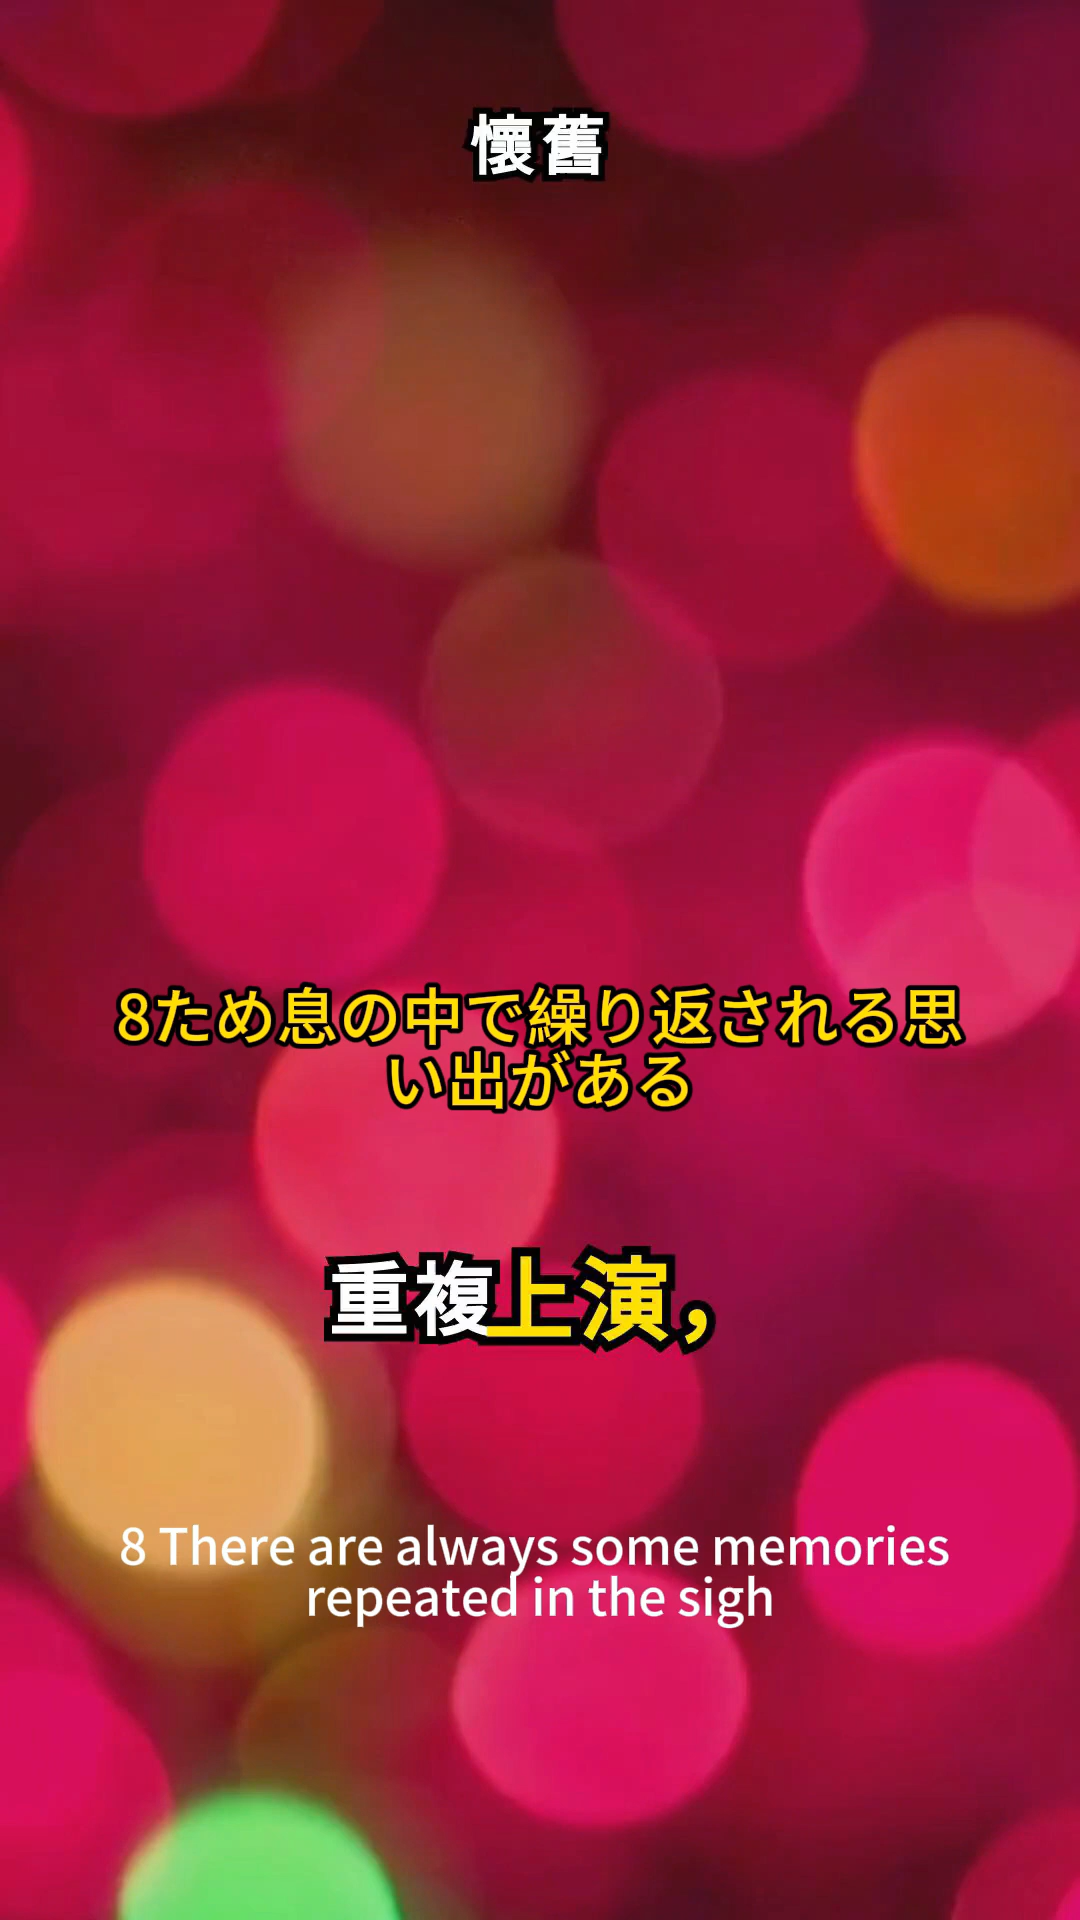 懷舊
8ため息の中で繰り返される思
い出がある
重複上演，
8 There are always some memories
repeated in the sigh